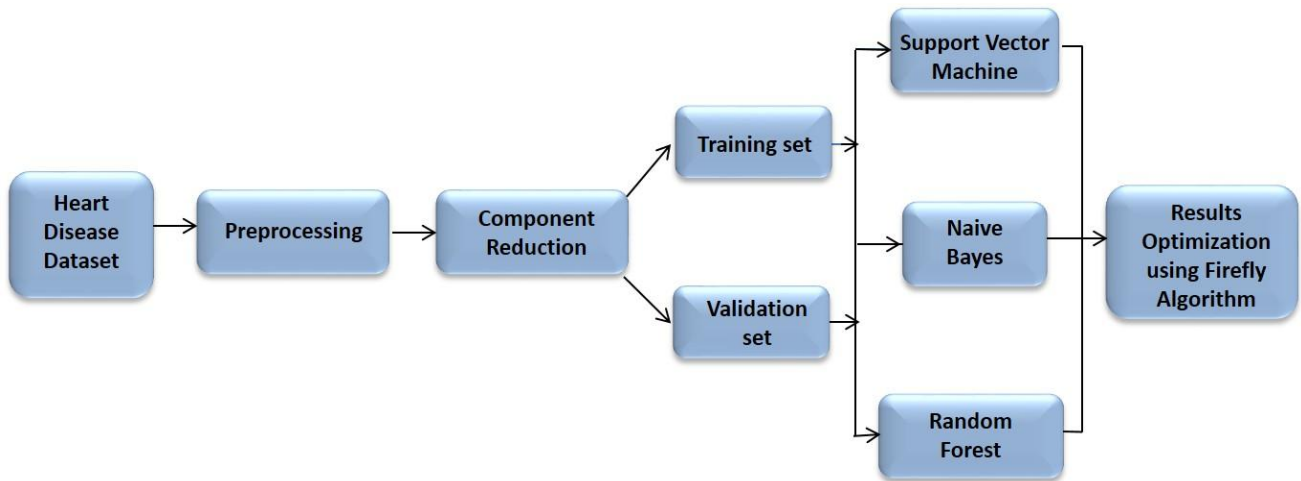 Heart
Disease
Dataset
Preprocessing
Component
Reduction
Training set
Validation
set
Support Vector
Machine
Naive
Bayes
Random
Forest
Results
Optimization
using Firefly
Algorithm